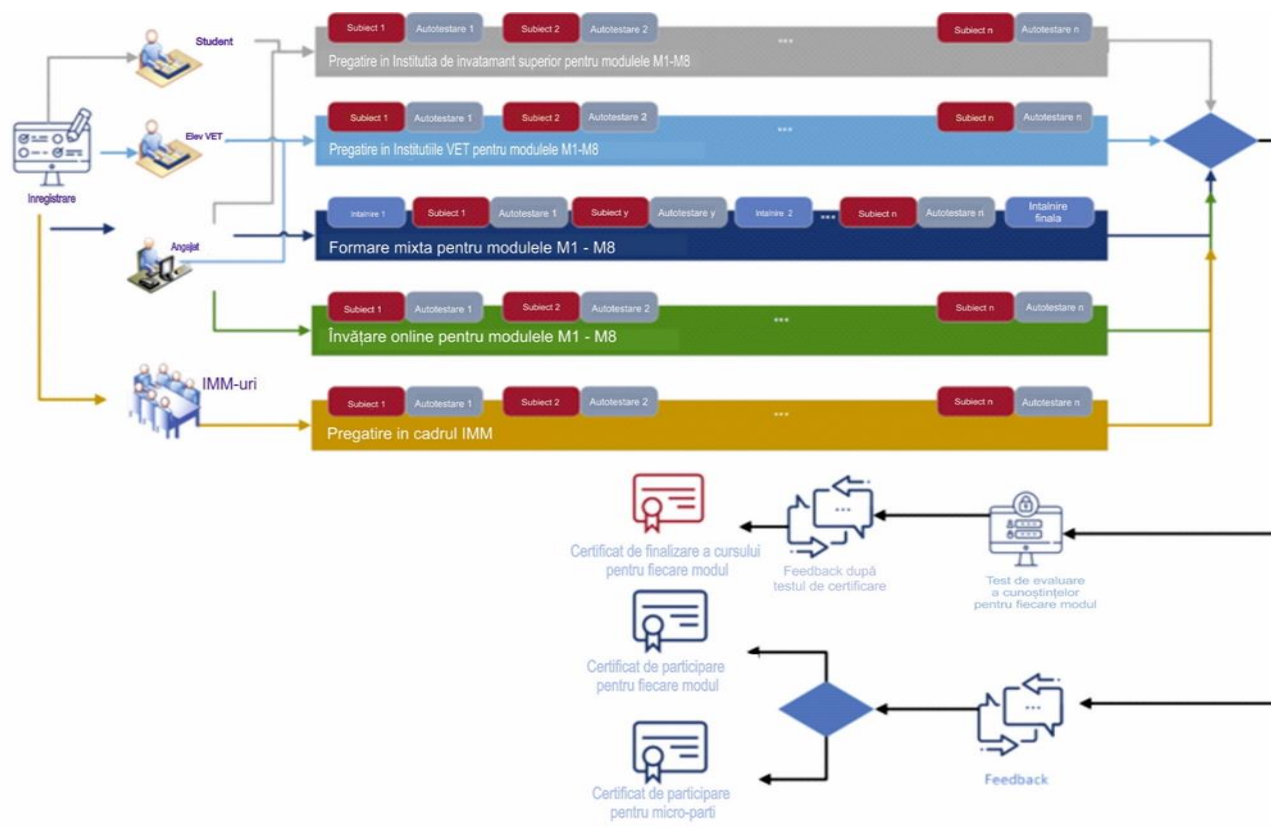 Student
Subiect 1 Autotestare 1 Subiect 2 Autotestare 2 ... Subiect n Autotestare n
Pregatire in Institutia de invatamant superior pentru modulele M1-M8
Elev VET
Subiect 1 Autotestare 1 Subiect 2 Autotestare 2 ... Subiect n Autotestare n
Pregatire in Institutiile VET pentru modulele M1-M8
Inregistrare
Angajat
Intalnire 1 Subiect 1 Autotestare 1 Subiect y Autotestare y Intalnire 2 ... Subiect n Autotestare n Intalnire
finala
Formare mixta pentru modulele M1 - M8
Subiect 1 Autotestare 1 Subiect 2 Autotestare 2 ... Subiect n Autotestare n
Învățare online pentru modulele M1 - M8
IMM-uri
Subiect 1 Autotestare 1 Subiect 2 Autotestare 2 ... Subiect n Autotestare n
Pregatire in cadrul IMM
Certificat de finalizare a cursului
pentru fiecare modul
Feedback după
testul de certificare
Test de evaluare
a cunoștințelor
pentru fiecare modul
Certificat de participare
pentru fiecare modul
Certificat de participare
pentru micro-parti
Feedback